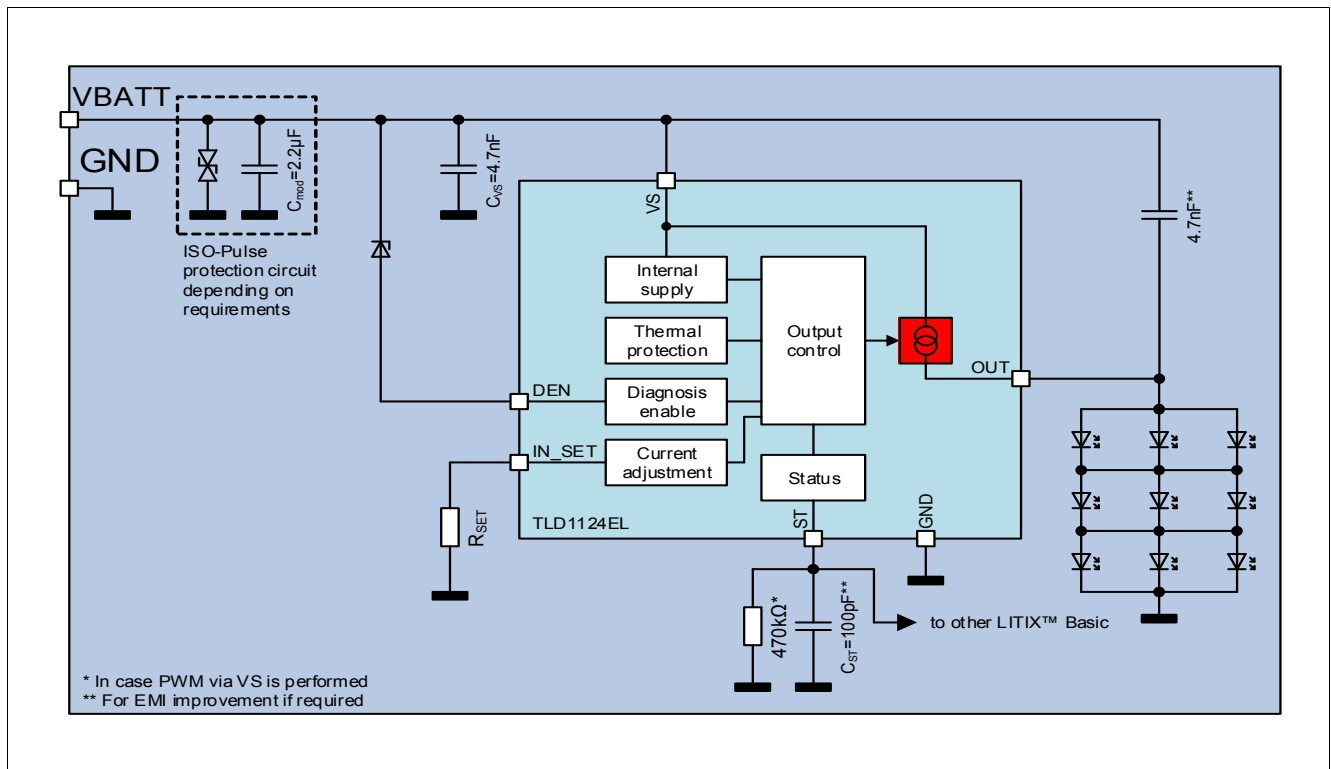 VBATT
GND
Cmod=2.2µF
ISO-Pulse
protection circuit
depending on
requirements
CVS=4.7nF
VS
4.7nF**
Internal
supply
Thermal
protection
Output
control
OUT
DEN
Diagnosis
enable
IN_SET
Current
adjustment
Status
RSET
TLD1124EL
ST
GND
470kΩ*
CST=100pF**
to other LITIX™ Basic
* In case PWM via VS is performed
** For EMI improvement if required